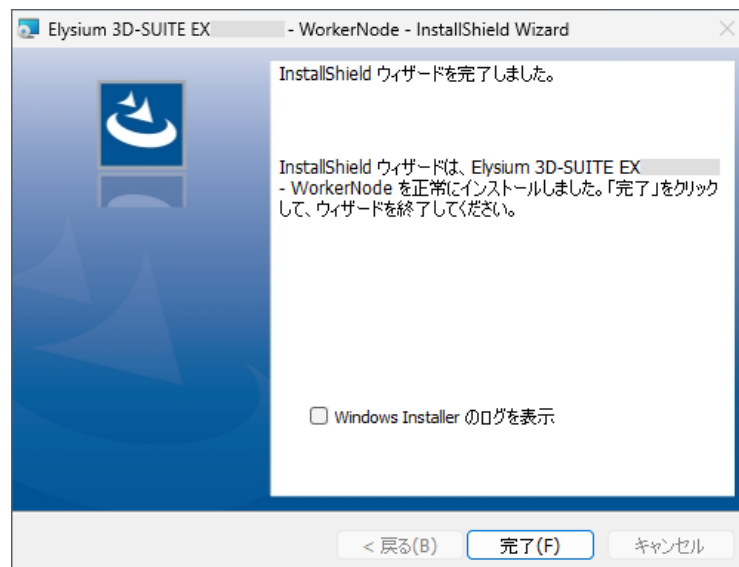 Elysium 3D-SUITE EX - WorkerNode - InstallShield Wizard
InstallShield ウィザードを完了しました。
InstallShield ウィザードは、Elysium 3D-SUITE EX
- WorkerNode を正常にインストールしました。「完了」をクリック
して、ウィザードを終了してください。
Windows Installer のログを表示
< 戻る(B)
完了(F)
キャンセル